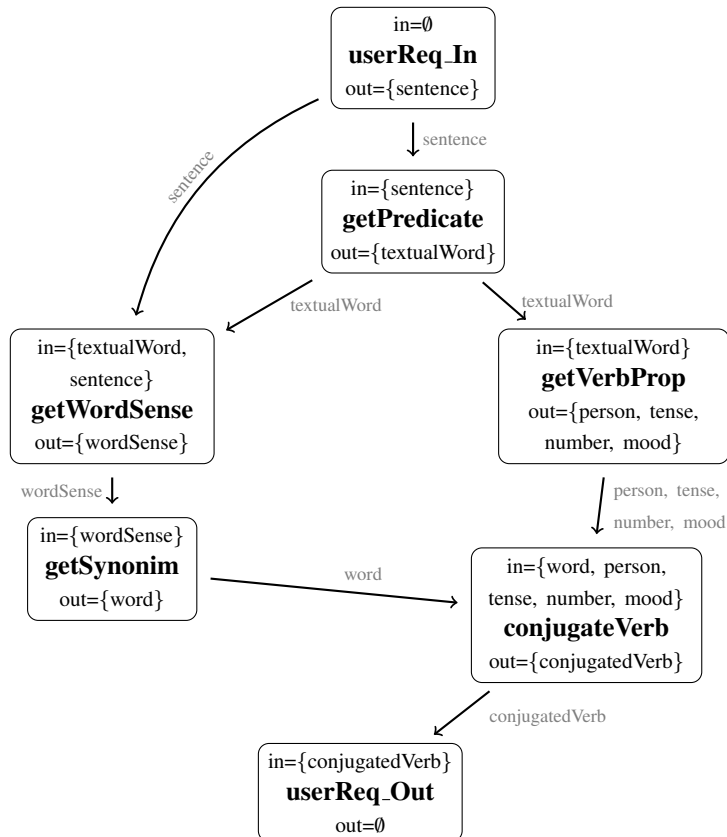 in=∅
userReq_In
out={sentence}
sentence
sentence
in={sentence}
getPredicate
out={textualWord}
textualWord
textualWord
in={textualWord,
sentence}
getWordSense
out={wordSense}
in={textualWord}
getVerbProp
out={person, tense,
number, mood}
wordSense
person, tense,
number, mood
in={wordSense}
getSynonim
out={word}
word
in={word, person,
tense, number, mood}
conjugateVerb
out={conjugatedVerb}
conjugatedVerb
in={conjugatedVerb}
userReq_Out
out=∅